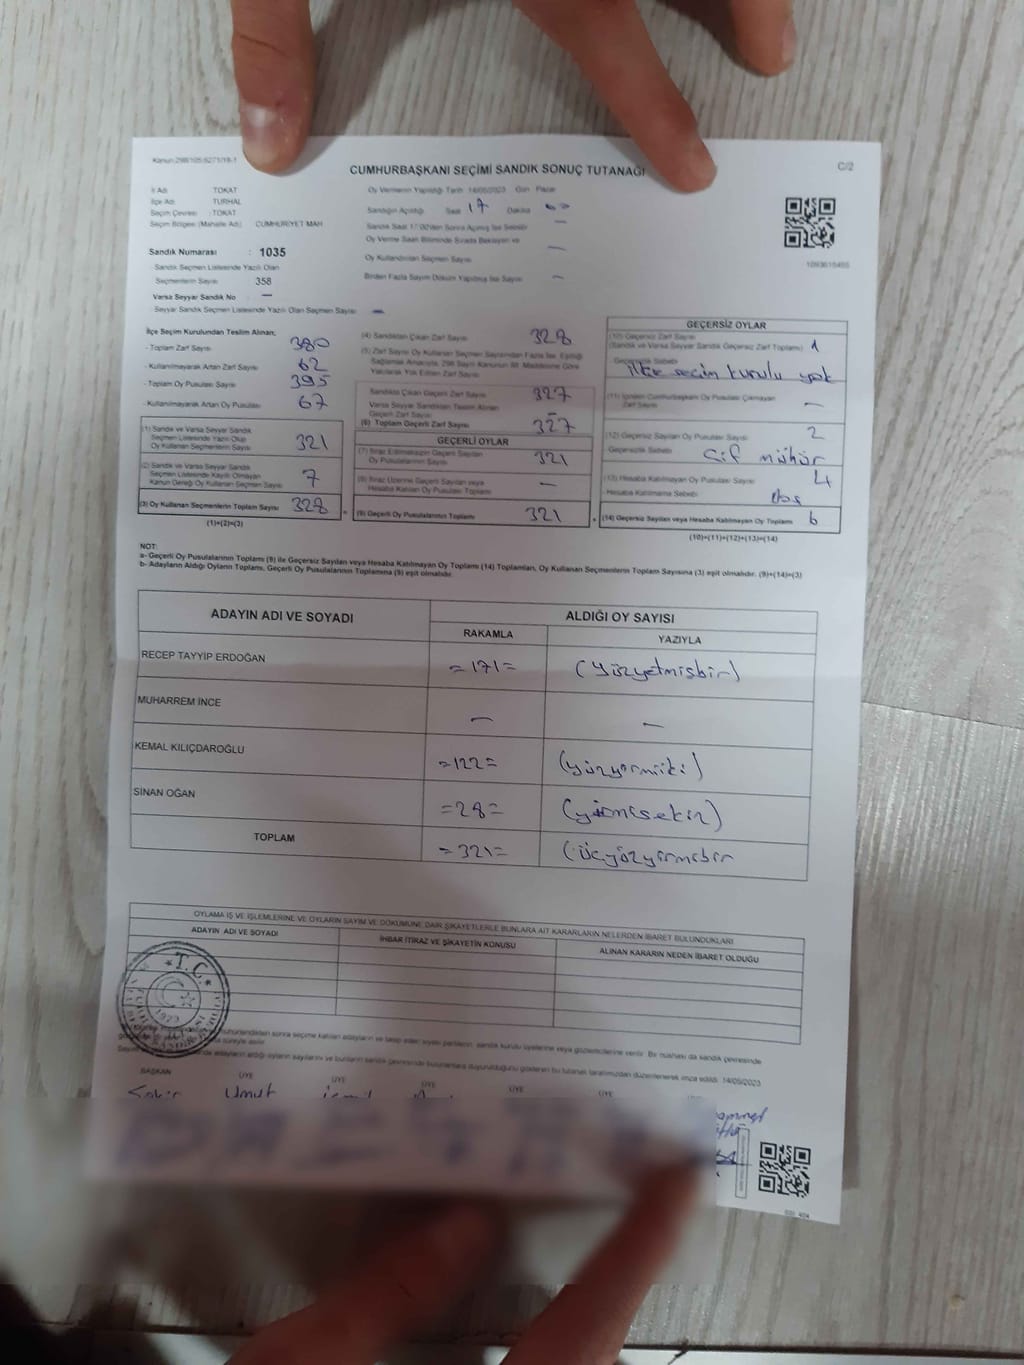 Kanun:298/105;6271/19-1
C/2
CUMHURBAŞKANI SEÇİMİ SANDIK SONUÇ TUTANAĞI
İl Adı TOKAT
İlçe Adı : TURHAL
Seçim Çevresi : TOKAT
Seçim Bölgesi (Mahalle Adı) CUMHURİYET MAH
Sandık Numarası : 1035
Sandık Seçmen Listesinde Yazılı Olan
Seçmenlerin Sayısı 358
Varsa Seyyar Sandık No —
Seyyar Sandık Seçmen Listesinde Yazılı Olan Seçmen Sayısı —
Oy Vermenin Yapıldığı Tarih 14/05/2023 Gün Pazar
Sandığın Açıldığı Saat 17 Dakika
Sandık Saat 17:00'den Sonra Açılmış İse Sebebi —
Oy Verme Saati Bitiminde Sırada Bekleyen ve
Oy Kullandırılan Seçmen Sayısı —
Birden Fazla Sayım Döküm Yapılmış İse Sayısı —
İlçe Seçim Kurulundan Teslim Alınan;
- Toplam Zarf Sayısı 380
- Kullanılmayarak Artan Zarf Sayısı 62
- Toplam Oy Pusulası Sayısı 395
- Kullanılmayarak Artan Oy Pusulası 67
(1) Sandık ve Varsa Seyyar Sandık
Seçmen Listesinde Yazılı Olup
Oy Kullanan Seçmenlerin Sayısı 321
(2) Sandık ve Varsa Seyyar Sandık
Seçmen Listesinde Kayıtlı Olmayan
Kanun Gereği Oy Kullanan Seçmen Sayısı 7
(3) Oy Kullanan Seçmenlerin Toplam Sayısı 328
(1)+(2)=(3)
(4) Sandıktan Çıkan Zarf Sayısı 328
(5) Zarf Sayısı Oy Kullanan Seçmen Sayısından Fazla İse, Eşitliği
Sağlamak Amacıyla, 298 Sayılı Kanunun 98. Maddesine Göre
Yakılarak Yok Edilen Zarf Sayısı
Sandıkta Çıkan Geçerli Zarf Sayısı 327
Varsa Seyyar Sandıktan Teslim Alınan
Geçerli Zarf Sayısı —
(6) Toplam Geçerli Zarf Sayısı 327
GEÇERLİ OYLAR
(7) İtiraz Edilmeksizin Geçerli Sayılan
Oy Pusulalarının Sayısı 321
(8) İtiraz Üzerine Geçerli Sayılan veya
Hesaba Katılan Oy Pusulası Toplamı —
(9) Geçerli Oy Pusulalarının Toplamı 321
1093615455
GEÇERSİZ OYLAR
(10) Geçersiz Zarf Sayısı
(Sandık ve Varsa Seyyar Sandık Geçersiz Zarf Toplamı) 1
Geçersizlik Sebebi
ilçe seçim kurulu yok
(11) İçinden Cumhurbaşkanı Oy Pusulası Çıkmayan
Zarf Sayısı —
(12) Geçersiz Sayılan Oy Pusulası Sayısı 2
Geçersizlik Sebebi Çif mühür
(13) Hesaba Katılmayan Oy Pusulası Sayısı 4
Hesaba Katılmama Sebebi
(14) Geçersiz Sayılan veya Hesaba Katılmayan Oy Toplamı 6
(10)+(11)+(12)+(13)=(14)
NOT:
a- Geçerli Oy Pusulalarının Toplamı (9) ile Geçersiz Sayılan veya Hesaba Katılmayan Oy Toplamı (14) Toplamları, Oy Kullanan Seçmenlerin Toplam Sayısına (3) eşit olmalıdır. (9)+(14)=(3)
b- Adayların Aldığı Oyların Toplamı, Geçerli Oy Pusulalarının Toplamına (9) eşit olmalıdır.
ADAYIN ADI VE SOYADI ALDIĞI OY SAYISI
RAKAMLA YAZIYLA
RECEP TAYYİP ERDOĞAN =171= (Yüzyetmişbir)
MUHARREM İNCE — —
KEMAL KILIÇDAROĞLU =122= (yüzyirmiiki)
SİNAN OĞAN =28= (yirmisekiz)
TOPLAM =321= (üçyüzyirmibir
OYLAMA İŞ VE İŞLEMLERİNE VE OYLARIN SAYIM VE DÖKÜMÜNE DAİR ŞİKAYETLERLE BUNLARA AİT KARARLARIN NELERDEN İBARET BULUNDUKLARI
ADAYIN ADI VE SOYADI İHBAR İTİRAZ VE ŞİKAYETİN KONUSU ALINAN KARARIN NEDEN İBARET OLDUĞU
T.C.
1923
mühürlendikten sonra seçime katılan adayların ve talep eden siyasi partilerin sandık kurulu üyelerine veya gözlemcilerine verilir. Bir nüshası da sandık çevresinde
süreyle asılır.
adayların aldığı oyların sayılarını ve bunların sandık çevresinde bulunanlara duyurulduğunu gösteren bu tutanak tarafımızdan düzenlenerek imza edildi. 14/05/2023
BAŞKAN ÜYE ÜYE ÜYE ÜYE ÜYE
Umut